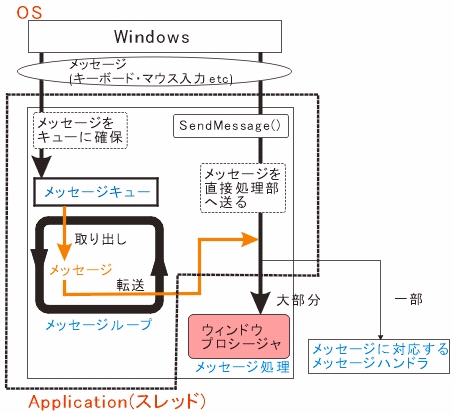 OS
Windows
メッセージ
(キーボード・マウス入力 etc)
メッセージを
キューに確保
SendMessage()
メッセージを
直接処理部
へ送る
メッセージキュー
取り出し
メッセージ
転送
メッセージループ
大部分
一部
ウィンドウ
プロシージャ
メッセージ処理
メッセージに対応する
メッセージハンドラ
Application(スレッド)